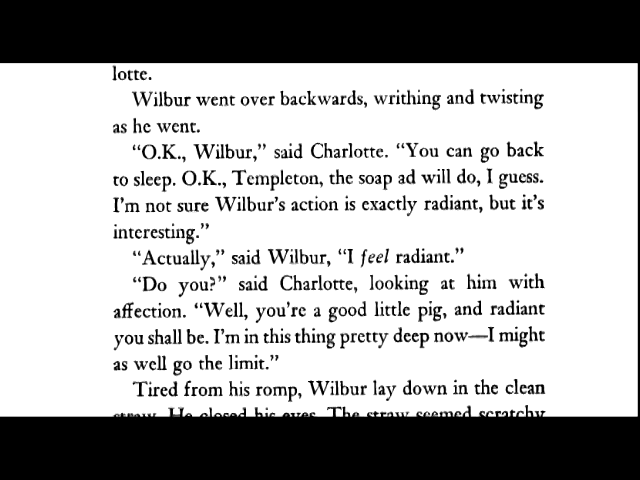 lotte.
Wilbur went over backwards, writhing and twisting
as he went.
“O.K., Wilbur,” said Charlotte. “You can go back
to sleep. O.K., Templeton, the soap ad will do, I guess.
I’m not sure Wilbur’s action is exactly radiant, but it’s
interesting.”
“Actually,” said Wilbur, “I feel radiant.”
“Do you?” said Charlotte, looking at him with
affection. “Well, you’re a good little pig, and radiant
you shall be. I’m in this thing pretty deep now—I might
as well go the limit.”
Tired from his romp, Wilbur lay down in the clean
straw. He closed his eyes. The straw seemed scratchy